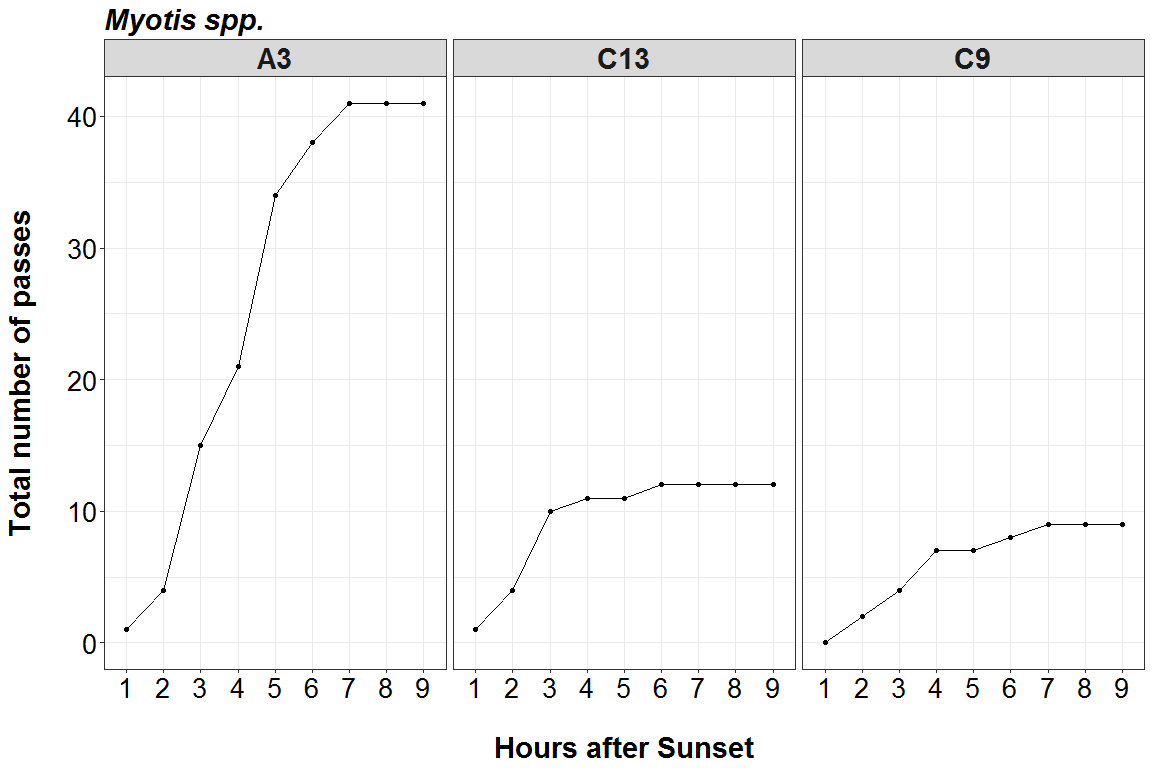 Myotis spp.
A3 C13 C9
40
30
20
10
0
Total number of passes
1 2 3 4 5 6 7 8 9 1 2 3 4 5 6 7 8 9 1 2 3 4 5 6 7 8 9
Hours after Sunset